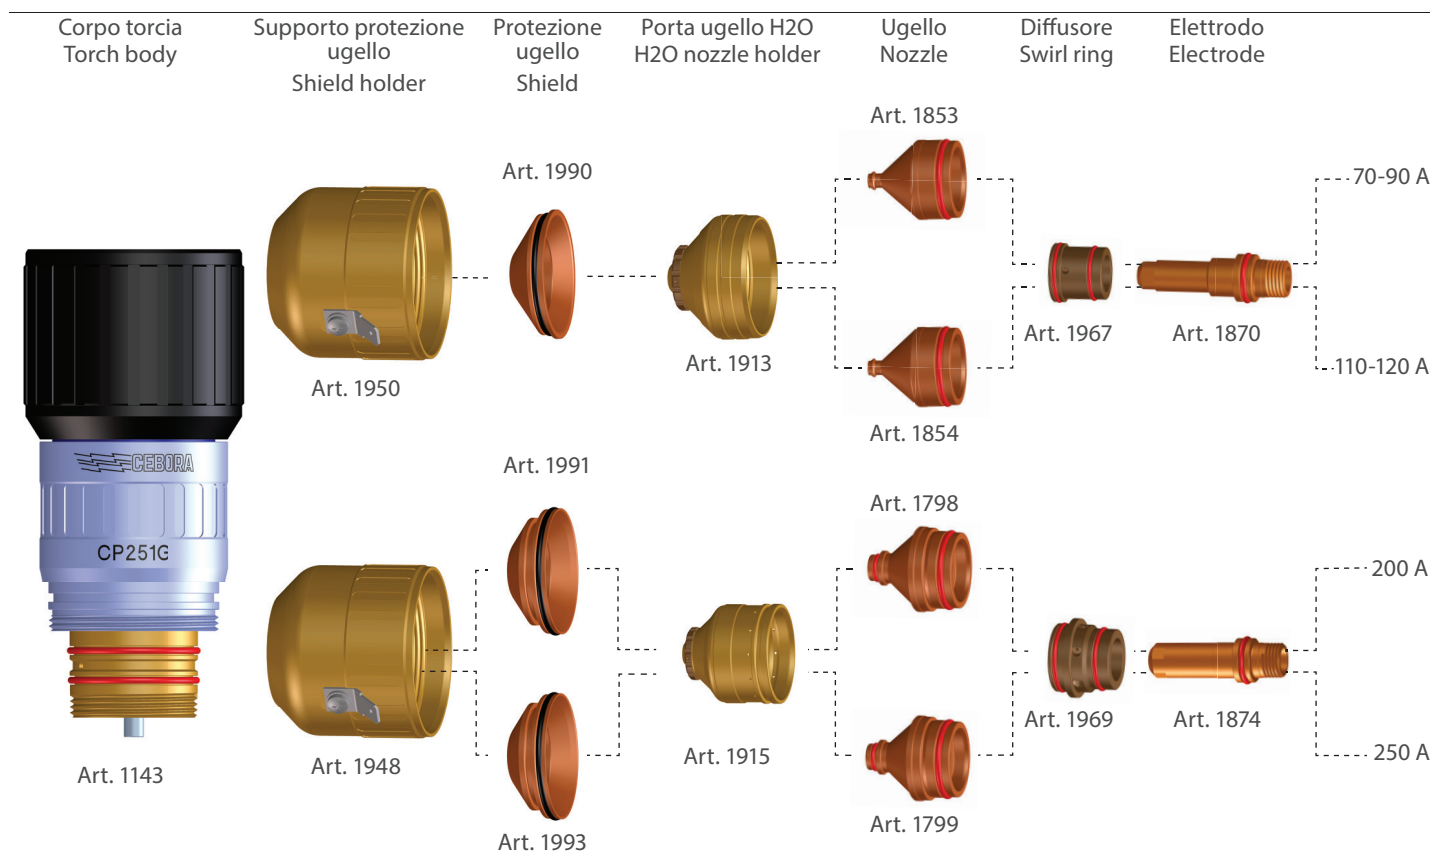 Corpo torcia
Torch body
Supporto protezione
ugello
Shield holder
Protezione
ugello
Shield
Porta ugello H2O
H2O nozzle holder
Ugello
Nozzle
Diffusore
Swirl ring
Elettrodo
Electrode
Art. 1853
Art. 1990
70-90 A
Art. 1967
Art. 1870
Art. 1913
110-120 A
Art. 1950
Art. 1854
CEBORA
Art. 1991
Art. 1798
CP251G
200 A
Art. 1969
Art. 1874
250 A
Art. 1143
Art. 1948
Art. 1915
Art. 1993
Art. 1799